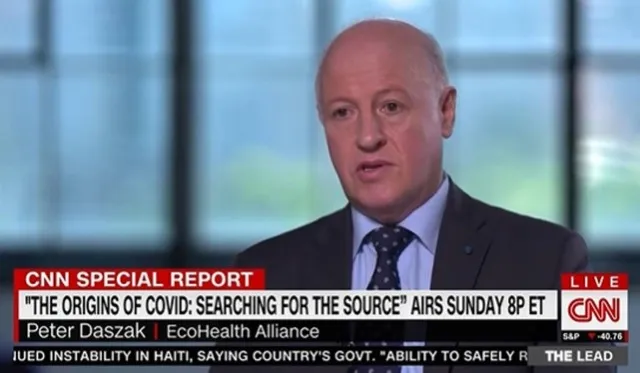 CNN SPECIAL REPORT
"THE ORIGINS OF COVID: SEARCHING FOR THE SOURCE" AIRS SUNDAY 8P ET
Peter Daszak | EcoHealth Alliance
LIVE
CNN
S&P ▼ -40.76
UED INSTABILITY IN HAITI, SAYING COUNTRY'S GOVT. "ABILITY TO SAFELY R
THE LEAD